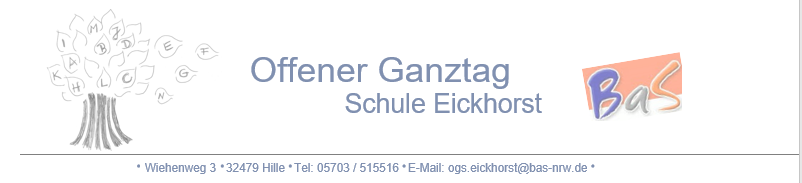 I M J B D E F
A G
K H L C N
Offener Ganztag
Schule Eickhorst
BaS
• Wiehenweg 3 • 32479 Hille • Tel: 05703 / 515516 • E-Mail: ogs.eickhorst@bas-nrw.de •